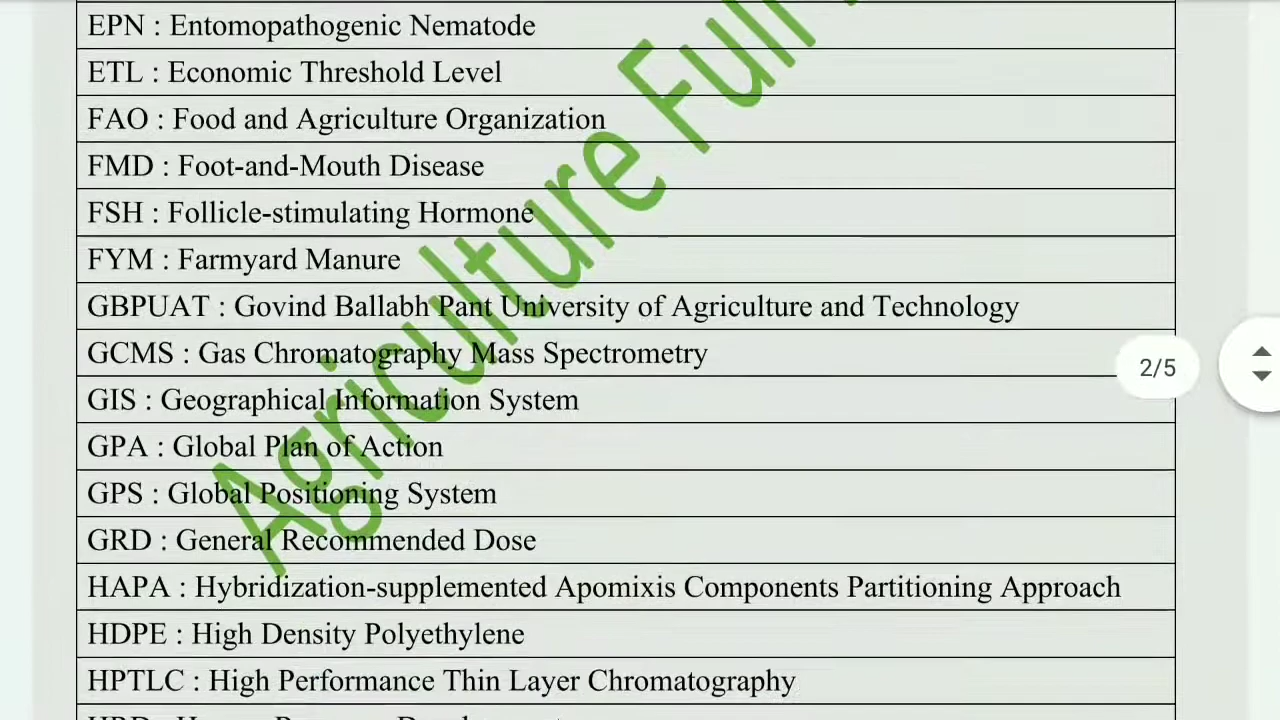 EPN : Entomopathogenic Nematode
ETL : Economic Threshold Level
FAO : Food and Agriculture Organization
FMD : Foot-and-Mouth Disease
FSH : Follicle-stimulating Hormone
FYM : Farmyard Manure
GBPUAT : Govind Ballabh Pant University of Agriculture and Technology
GCMS : Gas Chromatography Mass Spectrometry
2/5
GIS : Geographical Information System
GPA : Global Plan of Action
GPS : Global Positioning System
GRD : General Recommended Dose
HAPA : Hybridization-supplemented Apomixis Components Partitioning Approach
HDPE : High Density Polyethylene
HPTLC : High Performance Thin Layer Chromatography
Agriculture Full